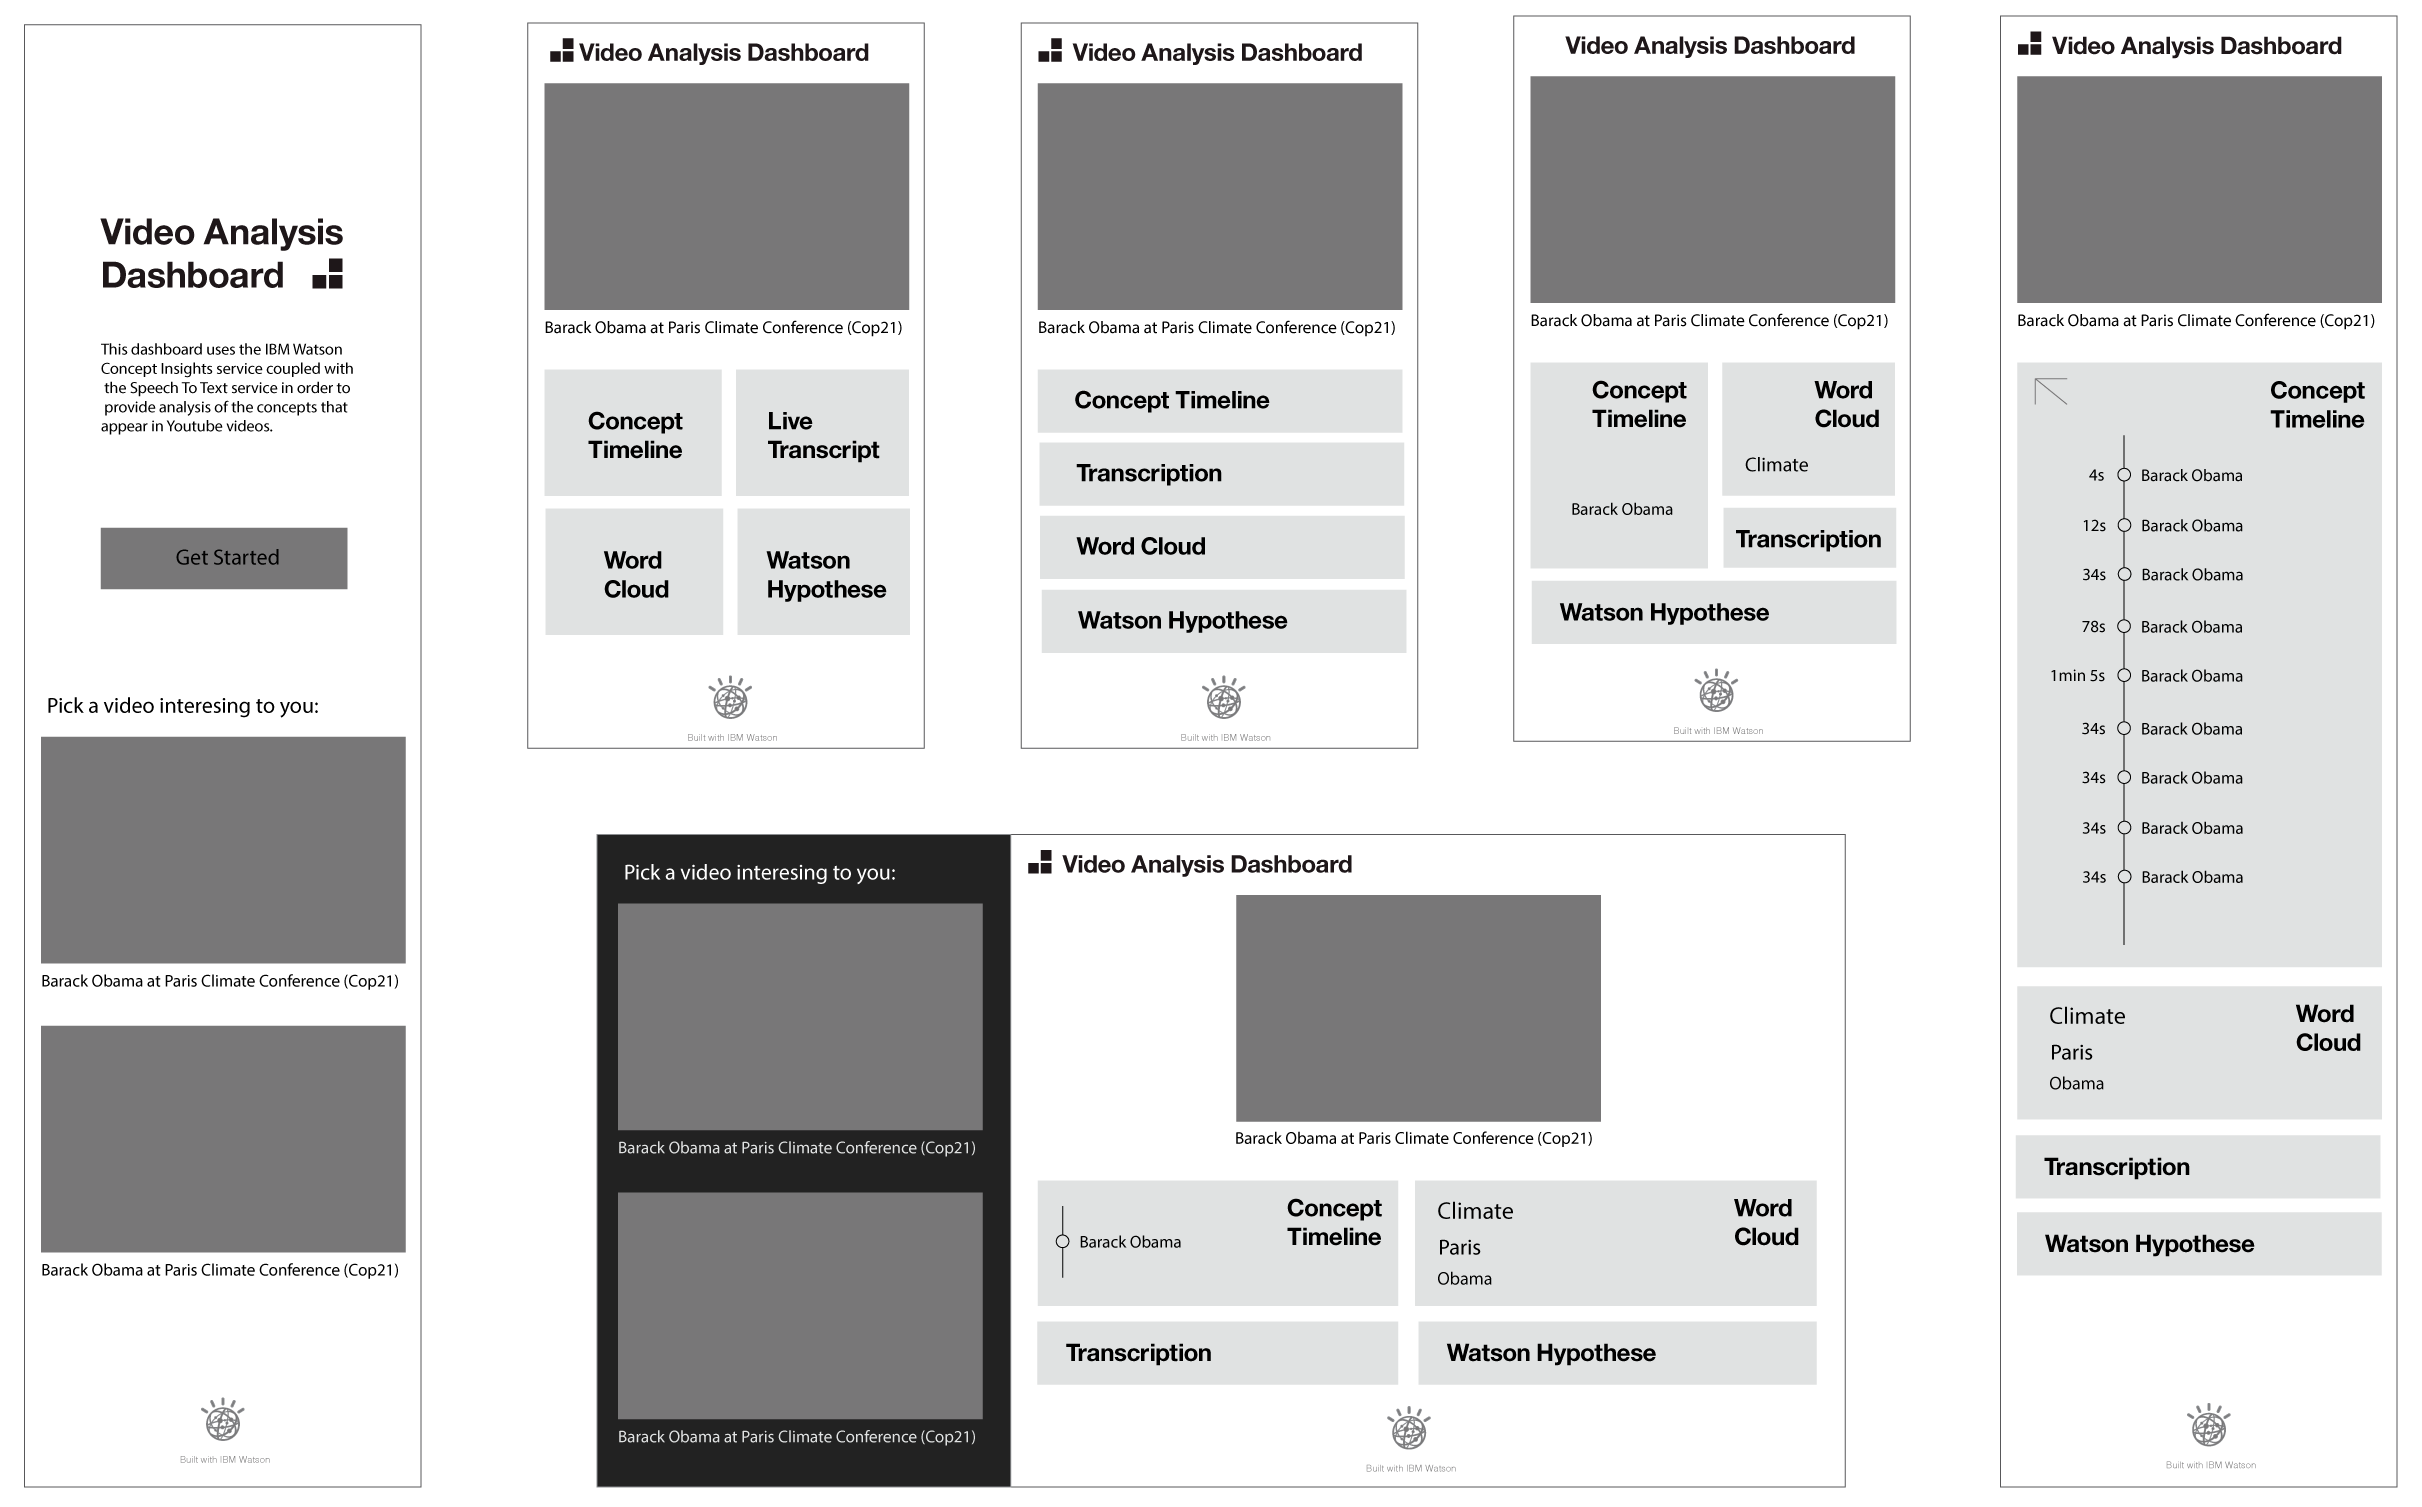 Video Analysis
Dashboard
This dashboard uses the IBM Watson
Concept Insights service coupled with
the Speech To Text service in order to
provide analysis of the concepts that
appear in Youtube videos.
Get Started
Pick a video interesing to you:
Barack Obama at Paris Climate Conference (Cop21)
Barack Obama at Paris Climate Conference (Cop21)
Built with IBM Watson
Video Analysis Dashboard
Barack Obama at Paris Climate Conference (Cop21)
Concept
Timeline
Live
Transcript
Word
Cloud
Watson
Hypothese
Built with IBM Watson
Video Analysis Dashboard
Barack Obama at Paris Climate Conference (Cop21)
Concept Timeline
Transcription
Word Cloud
Watson Hypothese
Built with IBM Watson
Video Analysis Dashboard
Barack Obama at Paris Climate Conference (Cop21)
Concept
Timeline
Barack Obama
Word
Cloud
Climate
Transcription
Watson Hypothese
Built with IBM Watson
Pick a video interesing to you:
Barack Obama at Paris Climate Conference (Cop21)
Barack Obama at Paris Climate Conference (Cop21)
Video Analysis Dashboard
Barack Obama at Paris Climate Conference (Cop21)
Concept
Timeline
Barack Obama
Word
Cloud
Climate
Paris
Obama
Transcription
Watson Hypothese
Built with IBM Watson
Video Analysis Dashboard
Barack Obama at Paris Climate Conference (Cop21)
Concept
Timeline
4s Barack Obama
12s Barack Obama
34s Barack Obama
78s Barack Obama
1min 5s Barack Obama
34s Barack Obama
34s Barack Obama
34s Barack Obama
34s Barack Obama
Word
Cloud
Climate
Paris
Obama
Transcription
Watson Hypothese
Built with IBM Watson